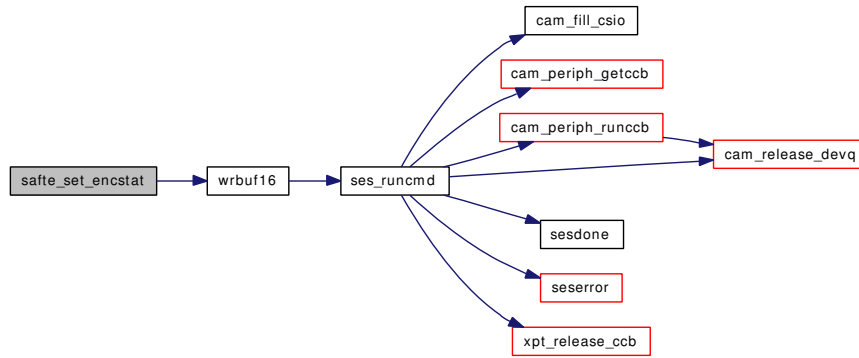 safte_set_encstat
wrbuf16
ses_runcmd
cam_fill_csio
cam_periph_getccb
cam_periph_runccb
cam_release_devq
sesdone
seserror
xpt_release_ccb